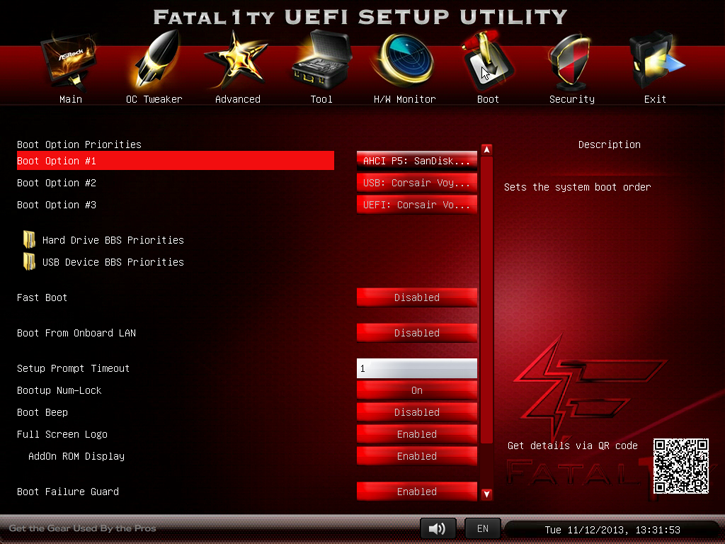 Fatal1ty UEFI SETUP UTILITY
ASRock
Main OC Tweaker Advanced Tool H/W Monitor Boot Security Exit
Boot Option Priorities
Description
Boot Option #1 AHCI P5: SanDisk...
Boot Option #2 USB: Corsair Voy...
Sets the system boot order
Boot Option #3 UEFI: Corsair Vo...
Hard Drive BBS Priorities
USB Device BBS Priorities
Fast Boot Disabled
Boot From Onboard LAN Disabled
Setup Prompt Timeout 1
Bootup Num-Lock On
Boot Beep Disabled
Full Screen Logo Enabled
Get details via QR code
AddOn ROM Display Enabled
Boot Failure Guard Enabled
Get the Gear Used By the Pros
EN
Tue 11/12/2013, 13:31:53